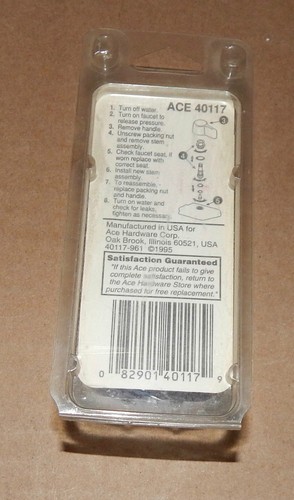 ACE 40117
1. Turn off water.
2. Turn on faucet to
release pressure.
3. Remove handle.
4. Unscrew packing nut
and remove stem
assembly.
5. Check faucet seat, if
worn replace with
correct seat.
6. Install new stem
assembly.
7. To reassemble,
replace packing nut
and handle.
8. Turn on water and
check for leaks,
tighten as necessary.
3
4
5
Manufactured in USA for
Ace Hardware Corp.
Oak Brook, Illinois 60521, USA
40117-961 ©1995
Satisfaction Guaranteed
"If this Ace product fails to give
complete satisfaction, return to
the Ace Hardware Store where
purchased for free replacement."
0 82901 40117 9